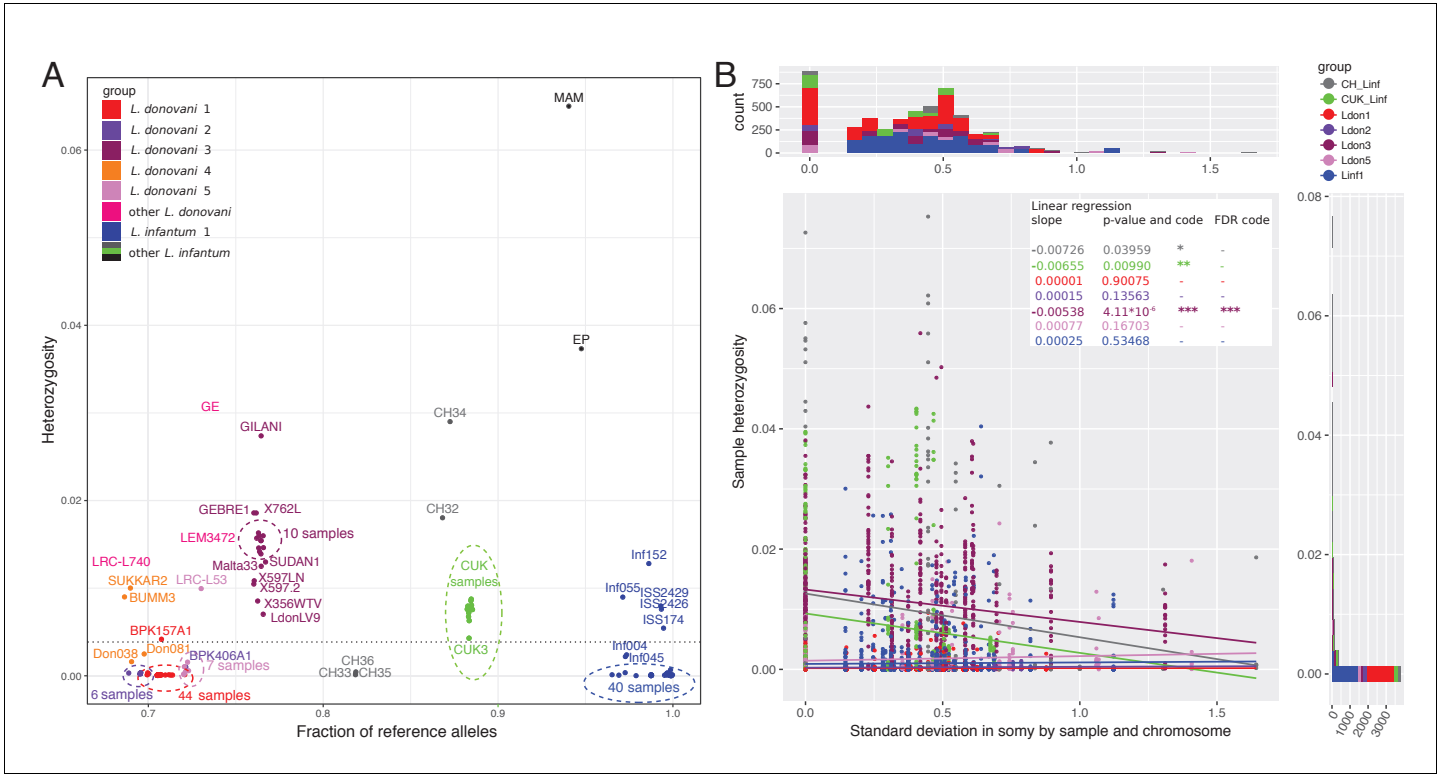 A
group
L. donovani 1
L. donovani 2
L. donovani 3
L. donovani 4
L. donovani 5
other L. donovani
L. infantum 1
other L. infantum
MAM
EP
GE
GILANI
CH34
GEBRE1
X762L
CH32
LEM3472
10 samples
LRC-L740
Malta33
SUDAN1
SUKKAR2
LRC-L53
X597LN
X597.2
BUMM3
X356WTV
LdonLV9
CUK
samples
CUK3
Inf152
Inf055
ISS2429
ISS2426
ISS174
BPK157A1
Don038
Don081
BPK406A1
7 samples
CH36
CH33
CH35
Inf004
Inf045
6 samples
44 samples
40 samples
0.06
0.04
0.02
0.00
Heterozygosity
0.7
0.8
0.9
1.0
Fraction of reference alleles
B
750
500
250
0
count
0.0
0.5
1.0
1.5
group
CH_Linf
CUK_Linf
Ldon1
Ldon2
Ldon3
Ldon5
Linf1
Linear regression
slope p-value and code FDR code
-0.00726 0.03959 * -
-0.00655 0.00990 ** -
0.00001 0.90075 - -
0.00015 0.13563 - -
-0.00538 4.11*10⁻⁶ *** ***
0.00077 0.16703 - -
0.00025 0.53468 - -
0.06
0.04
0.02
0.00
Sample heterozygosity
0.0
0.5
1.0
1.5
Standard deviation in somy by sample and chromosome
0.08
0.06
0.04
0.02
0.00
0
1000
2000
3000